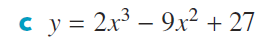 c y = 2x³ – 9x² + 27